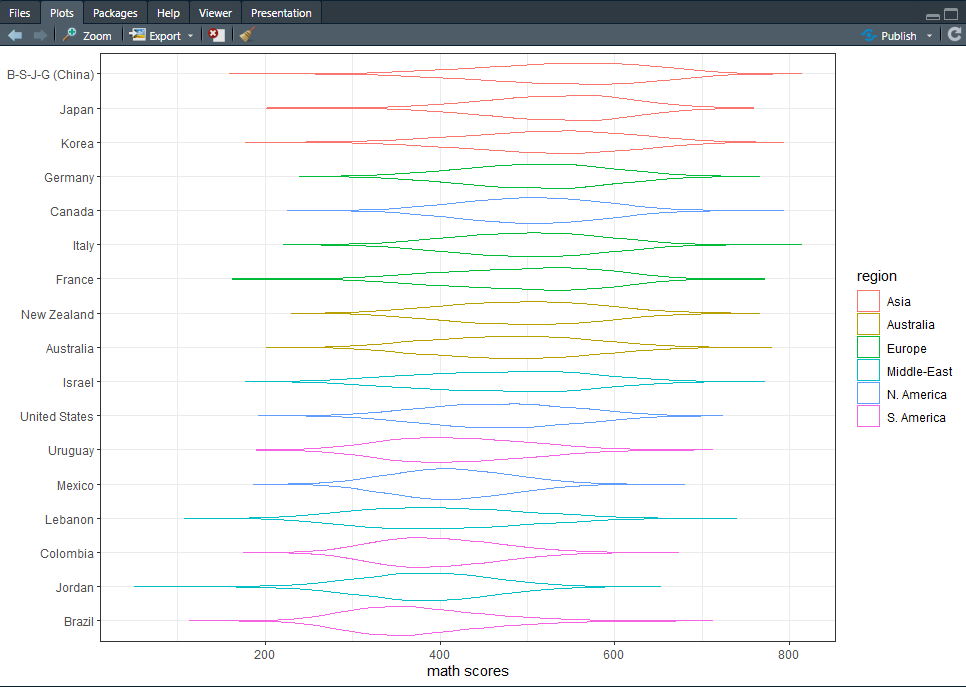 Files Plots Packages Help Viewer Presentation
Zoom Export Publish
B-S-J-G (China)
Japan
Korea
Germany
Canada
Italy
France
New Zealand
Australia
Israel
United States
Uruguay
Mexico
Lebanon
Colombia
Jordan
Brazil
200 400 600 800
math scores
region
Asia
Australia
Europe
Middle-East
N. America
S. America